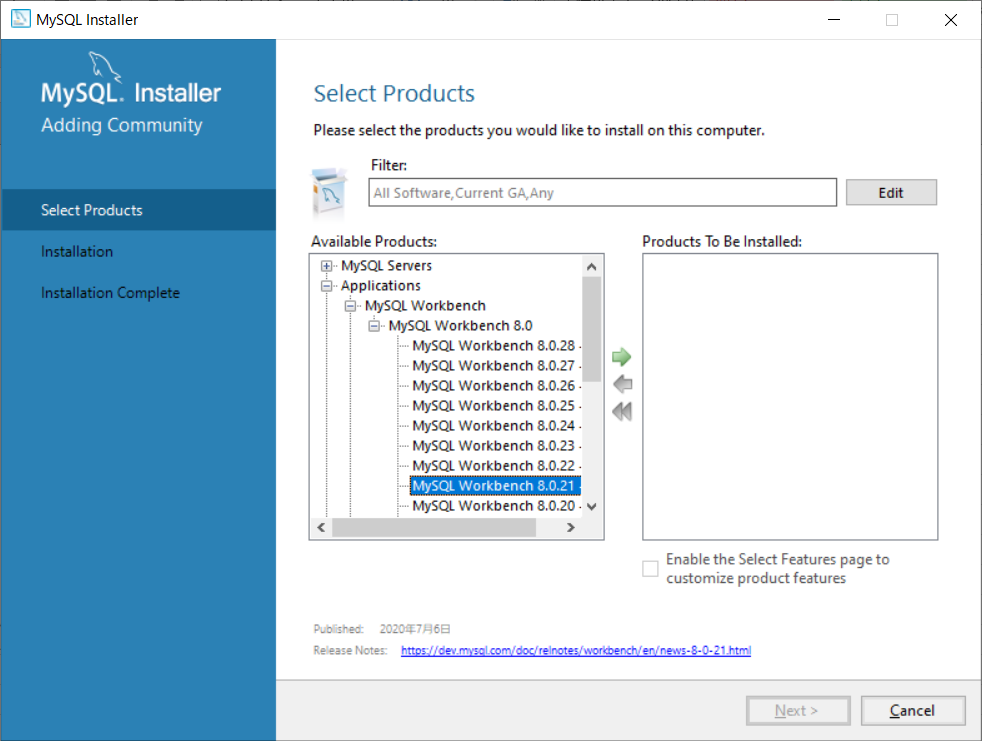 MySQL Installer
MySQL. Installer
Adding Community
Select Products
Installation
Installation Complete
Select Products
Please select the products you would like to install on this computer.
Filter:
All Software,Current GA,Any
Edit
Available Products:
MySQL Servers
Applications
MySQL Workbench
MySQL Workbench 8.0
MySQL Workbench 8.0.28 -
MySQL Workbench 8.0.27 -
MySQL Workbench 8.0.26 -
MySQL Workbench 8.0.25 -
MySQL Workbench 8.0.24 -
MySQL Workbench 8.0.23 -
MySQL Workbench 8.0.22 -
MySQL Workbench 8.0.21 -
MySQL Workbench 8.0.20 -
Products To Be Installed:
Enable the Select Features page to
customize product features
Published: 2020年7月6日
Release Notes: https://dev.mysql.com/doc/relnotes/workbench/en/news-8-0-21.html
Next >
Cancel